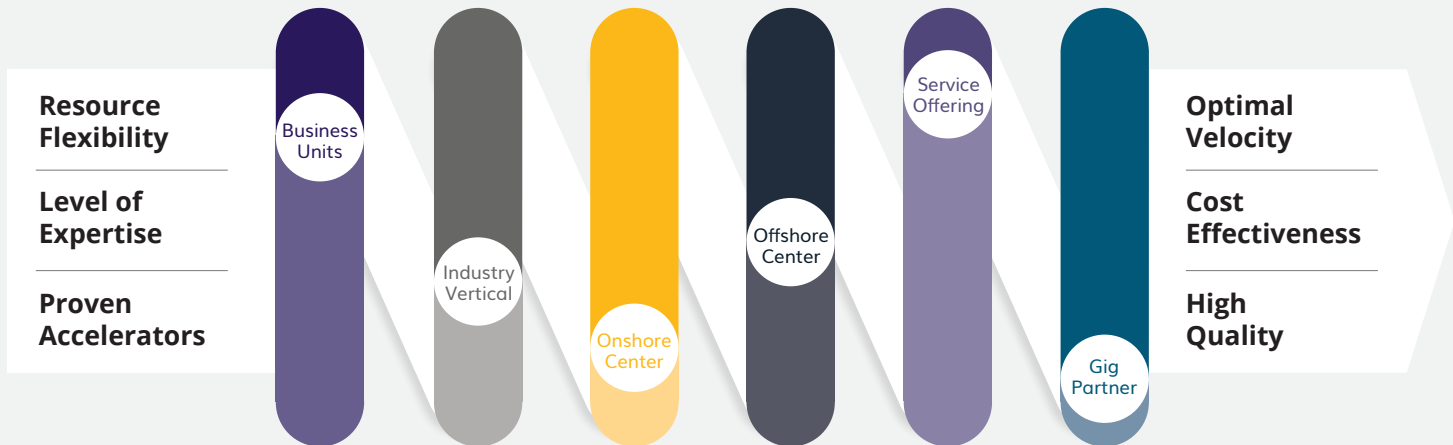 Resource
Flexibility
Level of
Expertise
Proven
Accelerators
Business
Units
Industry
Vertical
Onshore
Center
Offshore
Center
Service
Offering
Gig
Partner
Optimal
Velocity
Cost
Effectiveness
High
Quality